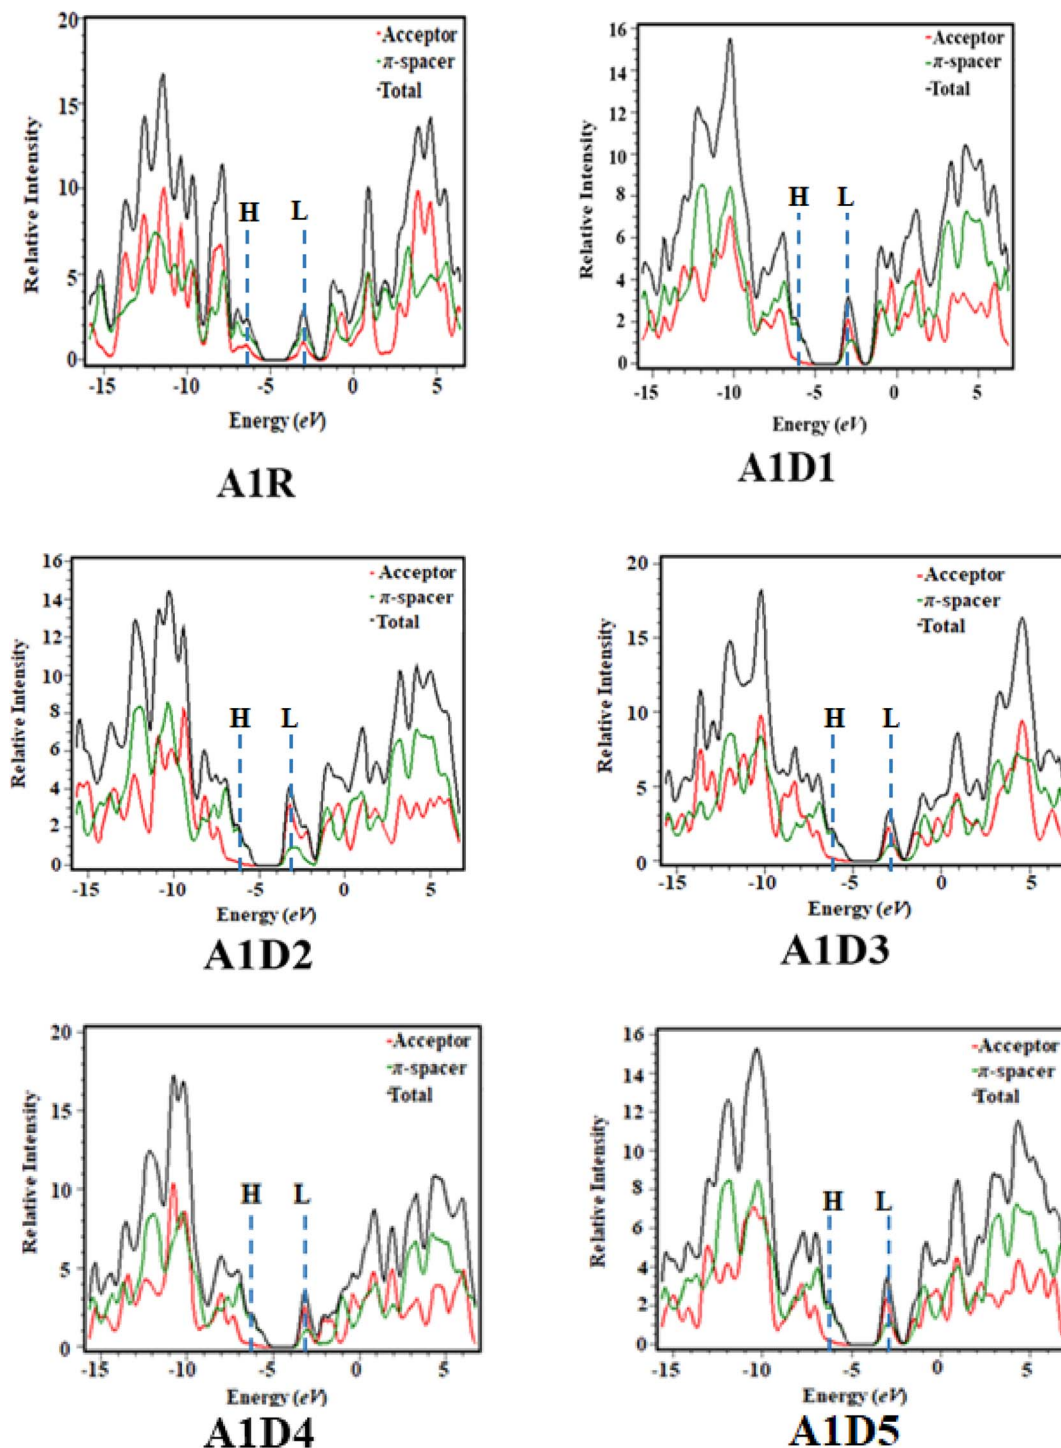 20
15
10
5
0
Relative Intensity
Acceptor
π-spacer
Total
H
L
-15
-10
-5
0
5
Energy (eV)
A1R
16
14
12
10
8
6
4
2
0
Relative Intensity
Acceptor
π-spacer
Total
H
L
-15
-10
-5
0
5
Energy (eV)
A1D1
16
14
12
10
8
6
4
2
0
Relative Intensity
Acceptor
π-spacer
Total
H
L
-15
-10
-5
0
5
Energy (eV)
A1D2
20
15
10
5
0
Relative Intensity
Acceptor
π-spacer
Total
H
L
-15
-10
-5
0
5
Energy (eV)
A1D3
20
15
10
5
0
Relative Intensity
Acceptor
π-spacer
Total
H
L
-15
-10
-5
0
5
Energy (eV)
A1D4
16
14
12
10
8
6
4
2
0
Relative Intensity
Acceptor
π-spacer
Total
H
L
-15
-10
-5
0
5
Energy (eV)
A1D5